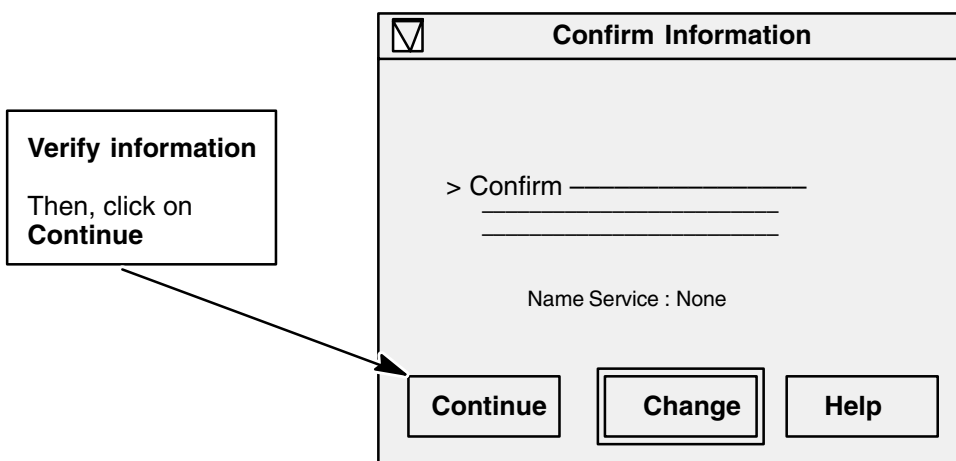 Confirm Information
Verify information
Then, click on
Continue
> Confirm
Name Service : None
Continue
Change
Help